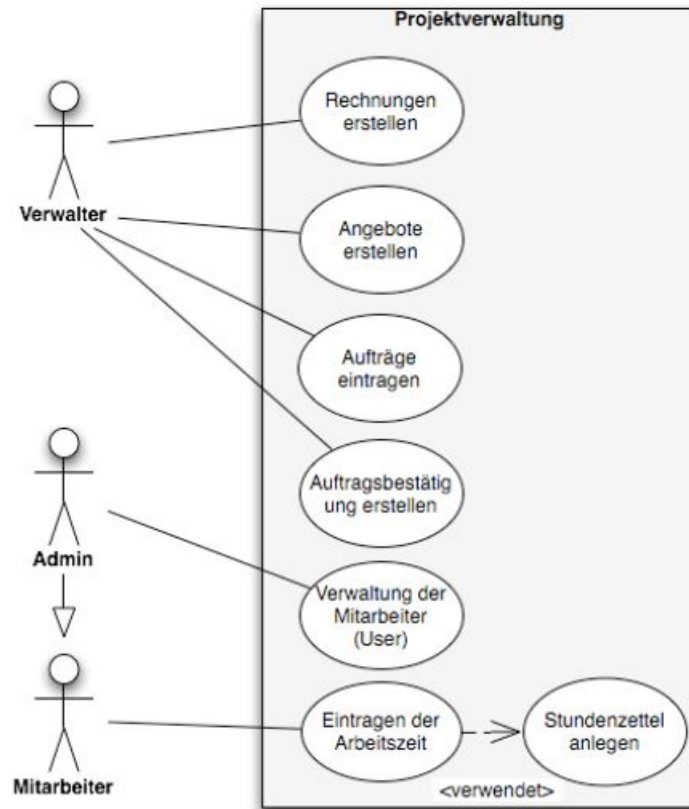 Projektverwaltung
Rechnungen
erstellen
Verwalter
Angebote
erstellen
Aufträge
eintragen
Auftragsbestätig
ung erstellen
Admin
Verwaltung der
Mitarbeiter
(User)
Mitarbeiter
Eintragen der
Arbeitszeit
Stundenzettel
anlegen
<verwendet>